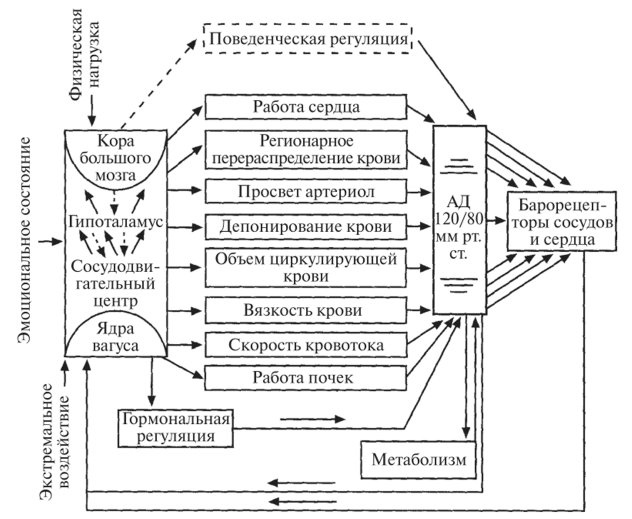 Физическая
нагрузка
Поведенческая регуляция
Эмоциональное состояние
Экстремальное
воздействие
Кора
большого
мозга
Гипоталамус
Сосудодви-
гательный
центр
Ядра
вагуса
Работа сердца
Регионарное
перераспределение крови
Просвет артериол
Депонирование крови
Объем циркулирующей
крови
Вязкость крови
Скорость кровотока
Работа почек
Гормональная
регуляция
АД
120/80
мм рт.
ст.
Барорецеп-
торы сосудов
и сердца
Метаболизм